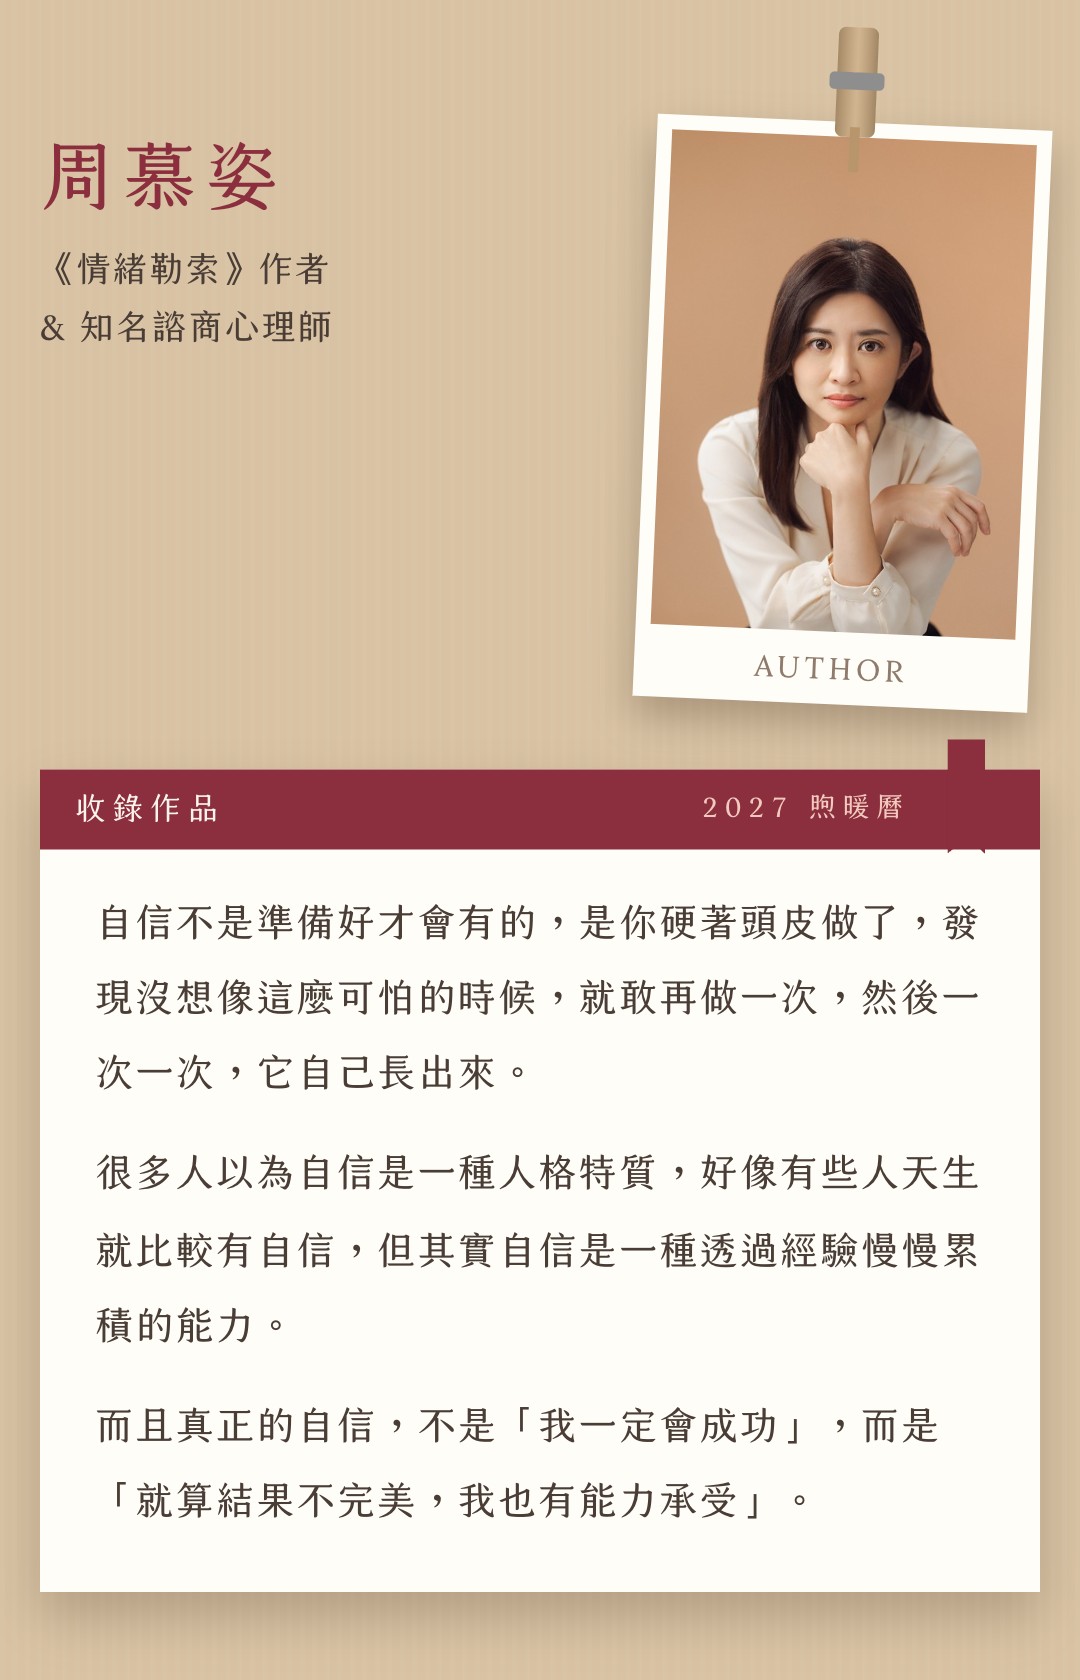 周慕姿
《情緒勒索》作者
& 知名諮商心理師
AUTHOR
收錄作品
2027 煦暖曆
自信不是準備好才會有的，是你硬著頭皮做了，發
現沒想像這麼可怕的時候，就敢再做一次，然後一
次一次，它自己長出來。
很多人以為自信是一種人格特質，好像有些人天生
就比較有自信，但其實自信是一種透過經驗慢慢累
積的能力。
而且真正的自信，不是「我一定會成功」，而是
「就算結果不完美，我也有能力承受」。